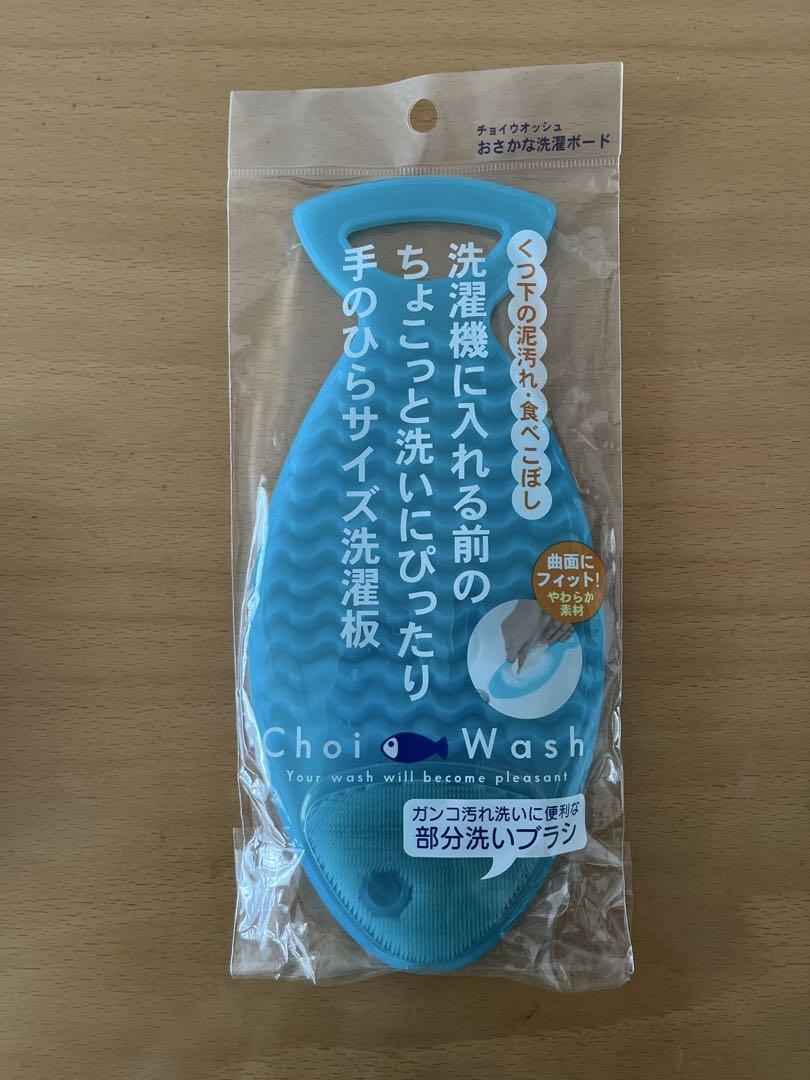 チョイウオッシュ
おさかな洗濯ボード
くつ下の泥汚れ・食べこぼし
洗濯機に入れる前の
ちょこっと洗いにぴったり
手のひらサイズ洗濯板
曲面に
フィット!
やわらか
素材
Choi Wash
Your wash will become pleasant
ガンコ汚れ洗いに便利な
部分洗いブラシ